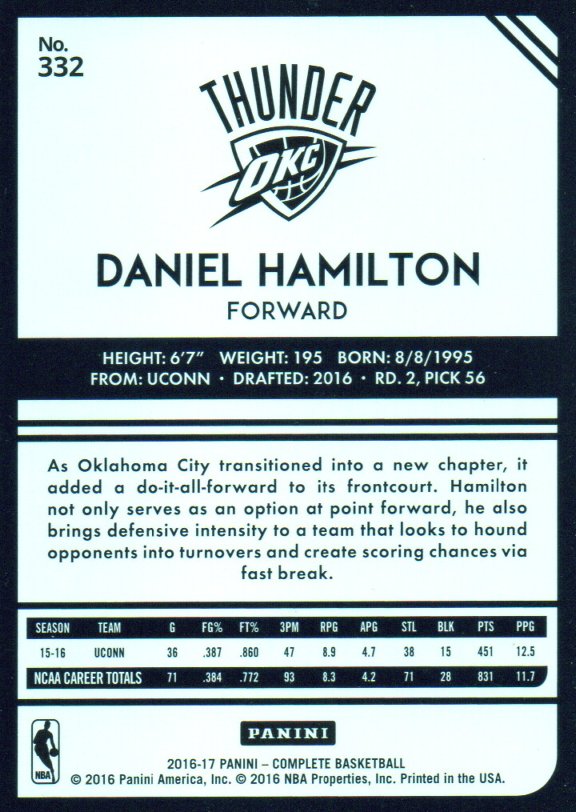 No.
332
THUNDER
OKC
DANIEL HAMILTON
FORWARD
HEIGHT: 6'7" WEIGHT: 195 BORN: 8/8/1995
FROM: UCONN • DRAFTED: 2016 • RD. 2, PICK 56
As Oklahoma City transitioned into a new chapter, it
added a do-it-all-forward to its frontcourt. Hamilton
not only serves as an option at point forward, he also
brings defensive intensity to a team that looks to hound
opponents into turnovers and create scoring chances via
fast break.
SEASON TEAM G FG% FT% 3PM RPG APG STL BLK PTS PPG
15-16 UCONN 36 .387 .860 47 8.9 4.7 38 15 451 12.5
NCAA CAREER TOTALS 71 .384 .772 93 8.3 4.2 71 28 831 11.7
PANINI
NBA
2016-17 PANINI – COMPLETE BASKETBALL
© 2016 Panini America, Inc. © 2016 NBA Properties, Inc. Printed in the USA.